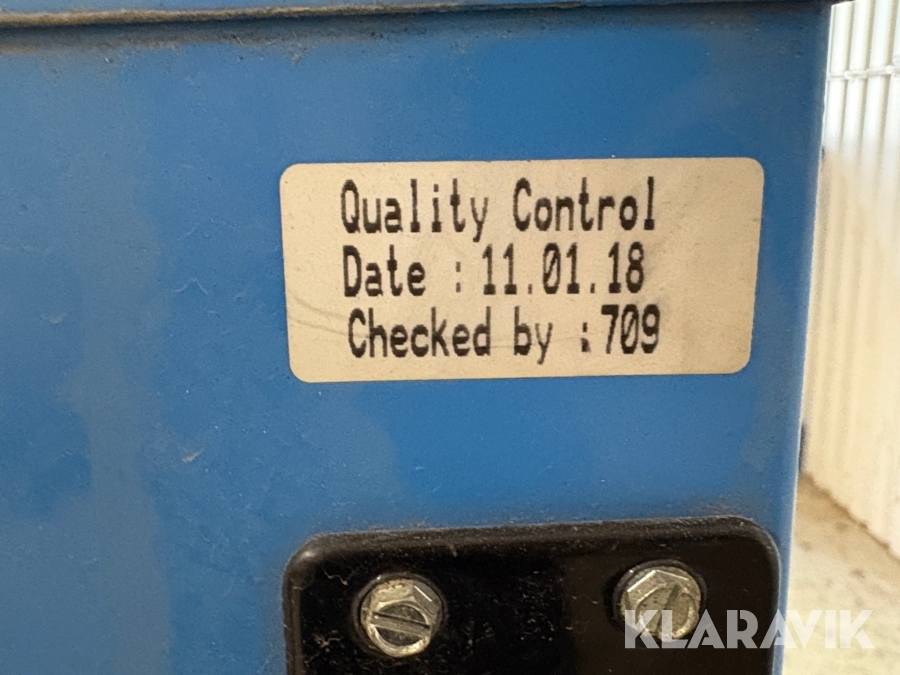 Quality Control
Date : 11.01.18
Checked by :709
KLARAVIK